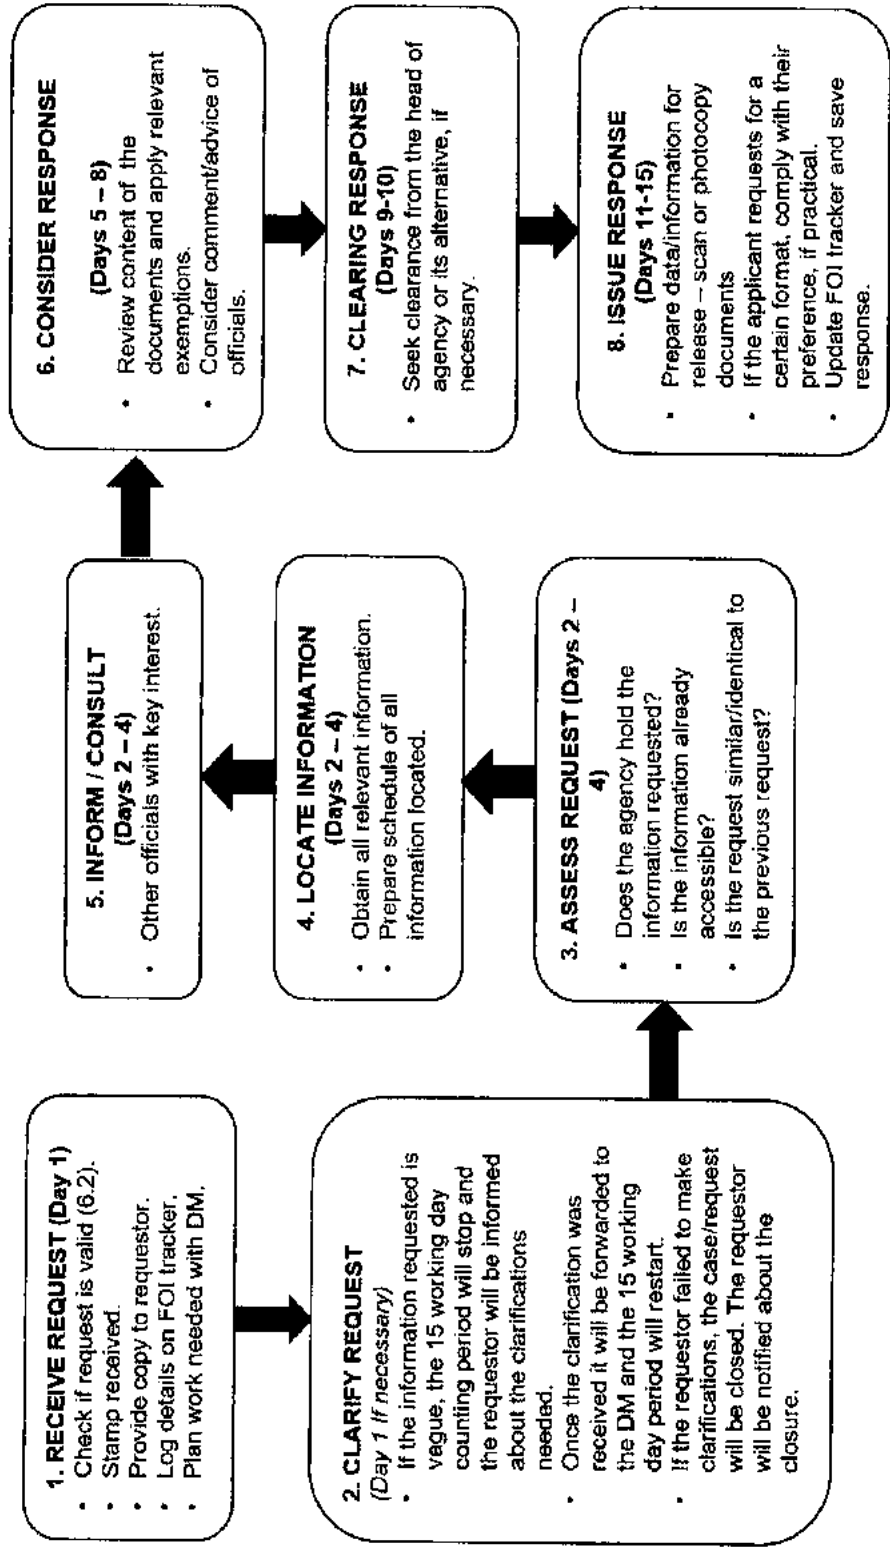 1. RECEIVE REQUEST (Day 1)
• Check if request is valid (6.2).
• Stamp received.
• Provide copy to requestor.
• Log details on FOI tracker.
• Plan work needed with DM.
2. CLARIFY REQUEST
(Day 1 If necessary)
• If the information requested is
vague, the 15 working day
counting period will stop and
the requestor will be informed
about the clarifications
needed.
• Once the clarification was
received it will be forwarded to
the DM and the 15 working
day period will restart.
• If the requestor failed to make
clarifications, the case/request
will be closed. The requestor
will be notified about the
closure.
3. ASSESS REQUEST (Days 2 –
4)
• Does the agency hold the
information requested?
• Is the information already
accessible?
• Is the request similar/identical to
the previous request?
4. LOCATE INFORMATION
(Days 2 – 4)
• Obtain all relevant information.
• Prepare schedule of all
information located.
5. INFORM / CONSULT
(Days 2 – 4)
• Other officials with key interest.
6. CONSIDER RESPONSE
(Days 5 – 8)
• Review content of the
documents and apply relevant
exemptions.
• Consider comment/advice of
officials.
7. CLEARING RESPONSE
(Days 9-10)
• Seek clearance from the head of
agency or its alternative, if
necessary.
8. ISSUE RESPONSE
(Days 11-15)
• Prepare data/information for
release – scan or photocopy
documents
• If the applicant requests for a
certain format, comply with their
preference, if practical.
• Update FOI tracker and save
response.